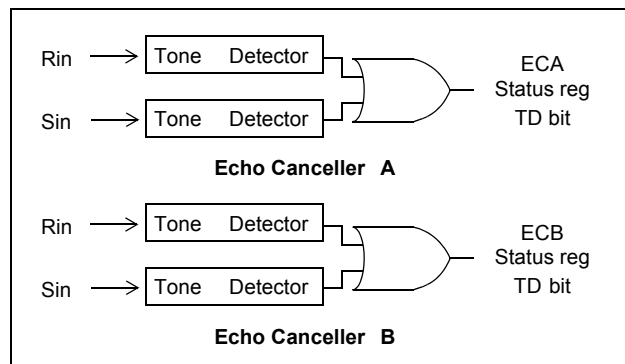 Rin
Tone Detector
ECA
Status reg
TD bit
Sin
Tone Detector
Echo Canceller A
Rin
Tone Detector
ECB
Status reg
TD bit
Sin
Tone Detector
Echo Canceller B